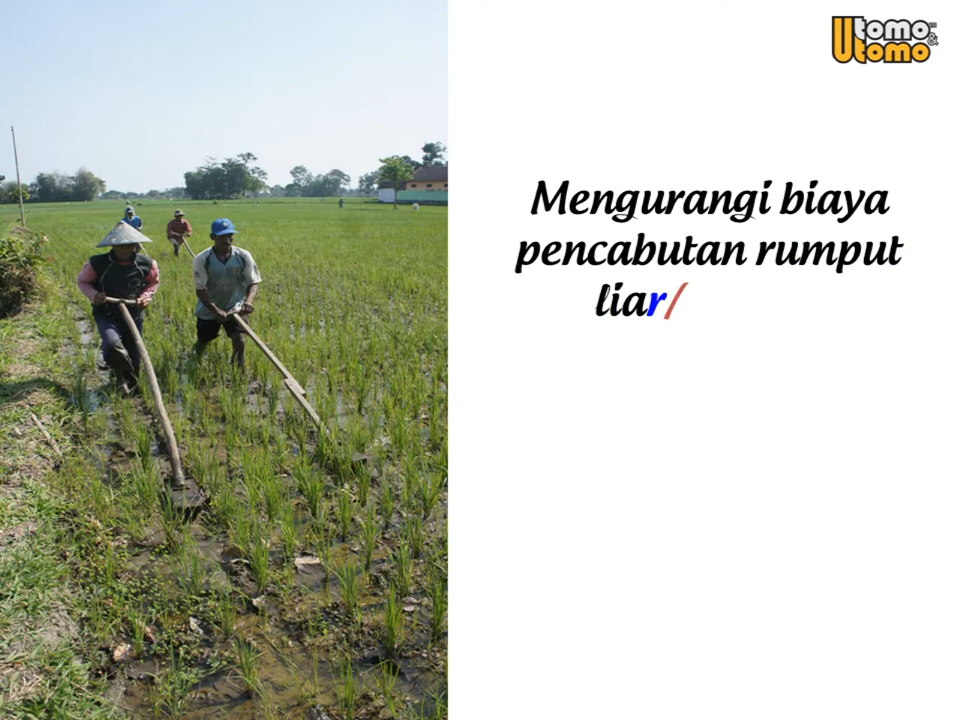 Utomo &
Utomo
Mengurangi biaya
pencabutan rumput
liar/